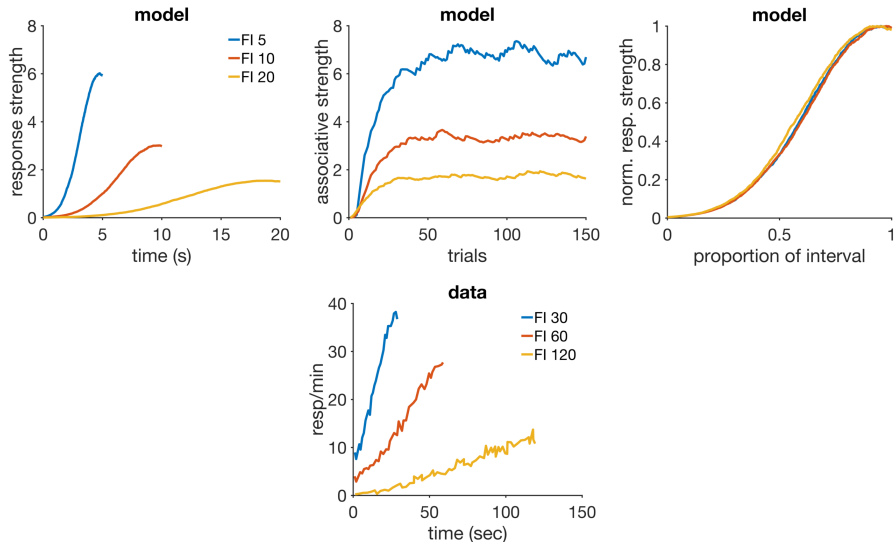 model
8
6
4
2
0
0
5
10
15
20
response strength
time (s)
FI 5
FI 10
FI 20
model
8
6
4
2
0
0
50
100
150
associative strength
trials
model
1
0.8
0.6
0.4
0.2
0
0
0.5
1
norm. resp. strength
proportion of interval
data
40
30
20
10
0
0
50
100
150
resp/min
time (sec)
FI 30
FI 60
FI 120